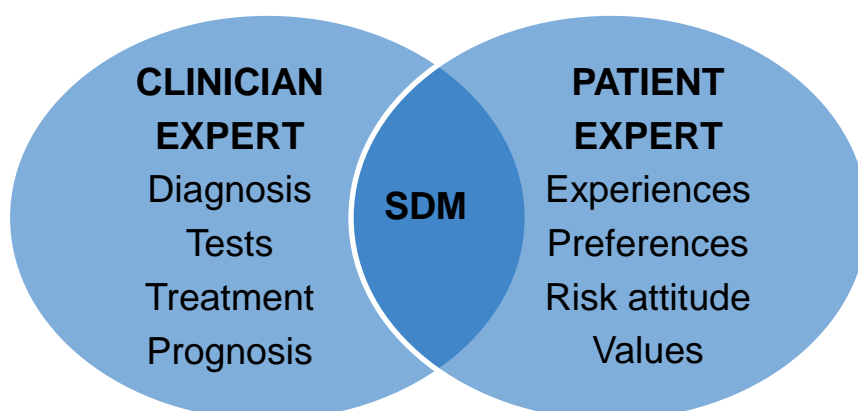 CLINICIAN
EXPERT
Diagnosis
Tests
Treatment
Prognosis
SDM
PATIENT
EXPERT
Experiences
Preferences
Risk attitude
Values